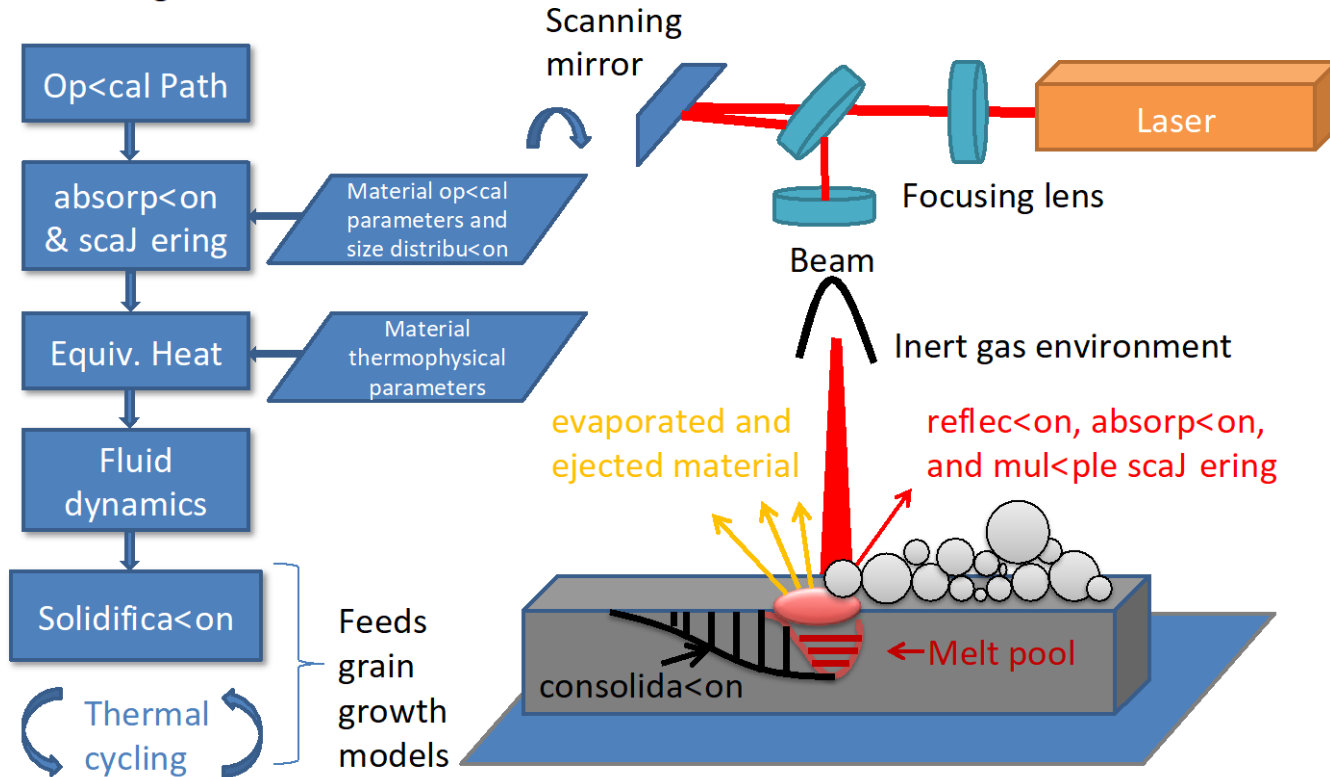 Op<cal Path
absorp<on
& scaJ ering
Material op<cal
parameters and
size distribu<on
Equiv. Heat
Material
thermophysical
parameters
Fluid
dynamics
Solidifica<on
Thermal
cycling
Feeds
grain
growth
models
Scanning
mirror
Laser
Focusing lens
Beam
Inert gas environment
evaporated and
ejected material
reflec<on, absorp<on,
and mul<ple scaJ ering
Melt pool
consolida<on